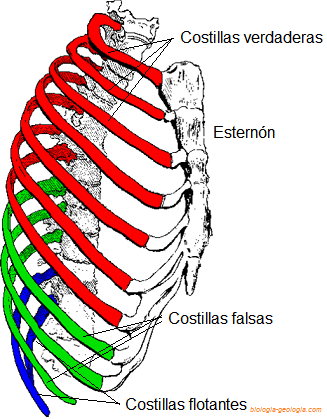 Costillas verdaderas
Esternón
Costillas falsas
Costillas flotantes
biologia-geologia.com